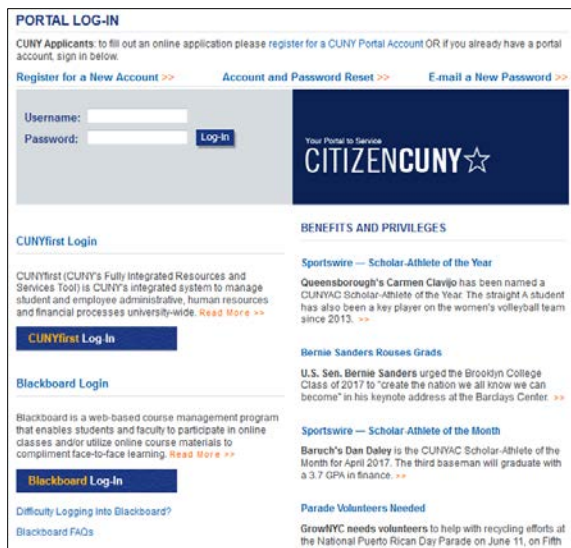 PORTAL LOG-IN
CUNY Applicants: to fill out an online application please register for a CUNY Portal Account OR if you already have a portal
account, sign in below.
Register for a New Account >>
Account and Password Reset >>
E-mail a New Password >>
Username:
Password:
Log-In
Your Portal to Service
CITIZENCUNY☆
CUNYfirst Login
CUNYfirst (CUNY's Fully Integrated Resources and
Services Tool) is CUNY's integrated system to manage
student and employee administrative, human resources
and financial processes university-wide. Read More >>
CUNYfirst Log-In
Blackboard Login
Blackboard is a web-based course management program
that enables students and faculty to participate in online
classes and/or utilize online course materials to
compliment face-to-face learning. Read More >>
Blackboard Log-In
Difficulty Logging into Blackboard?
Blackboard FAQs
BENEFITS AND PRIVILEGES
Sportswire — Scholar-Athlete of the Year
Queensborough's Carmen Clavijo has been named a
CUNYAC Scholar-Athlete of the Year. The straight A student
has also been a key player on the women's volleyball team
since 2013. >>
Bernie Sanders Rouses Grads
U.S. Sen. Bernie Sanders urged the Brooklyn College
Class of 2017 to "create the nation we all know we can
become" in his keynote address at the Barclays Center. >>
Sportswire — Scholar-Athlete of the Month
Baruch's Dan Daley is the CUNYAC Scholar-Athlete of the
Month for April 2017. The third baseman will graduate with
a 3.7 GPA in finance. >>
Parade Volunteers Needed
GrowNYC needs volunteers to help with recycling efforts at
the National Puerto Rican Day Parade on June 11, on Fifth